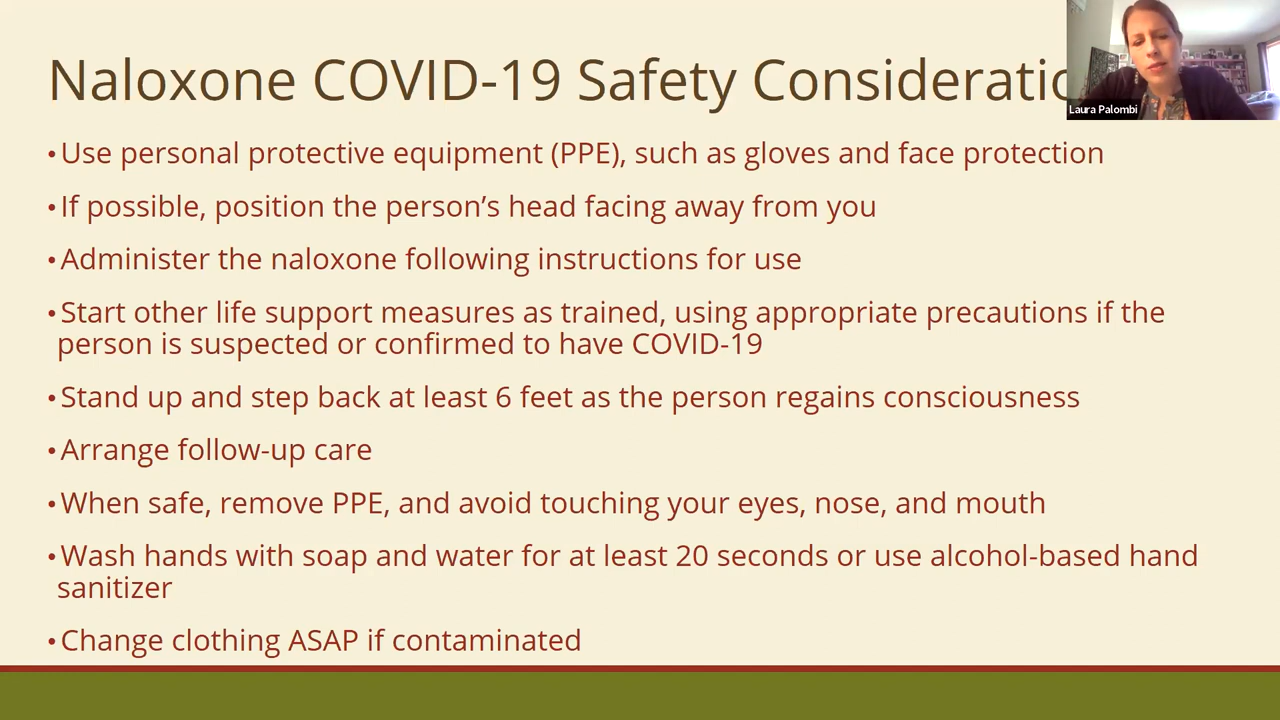 Naloxone COVID-19 Safety Consideratio
Laura Palombi
•Use personal protective equipment (PPE), such as gloves and face protection
•If possible, position the person’s head facing away from you
•Administer the naloxone following instructions for use
•Start other life support measures as trained, using appropriate precautions if the
person is suspected or confirmed to have COVID-19
•Stand up and step back at least 6 feet as the person regains consciousness
•Arrange follow-up care
•When safe, remove PPE, and avoid touching your eyes, nose, and mouth
•Wash hands with soap and water for at least 20 seconds or use alcohol-based hand
sanitizer
•Change clothing ASAP if contaminated